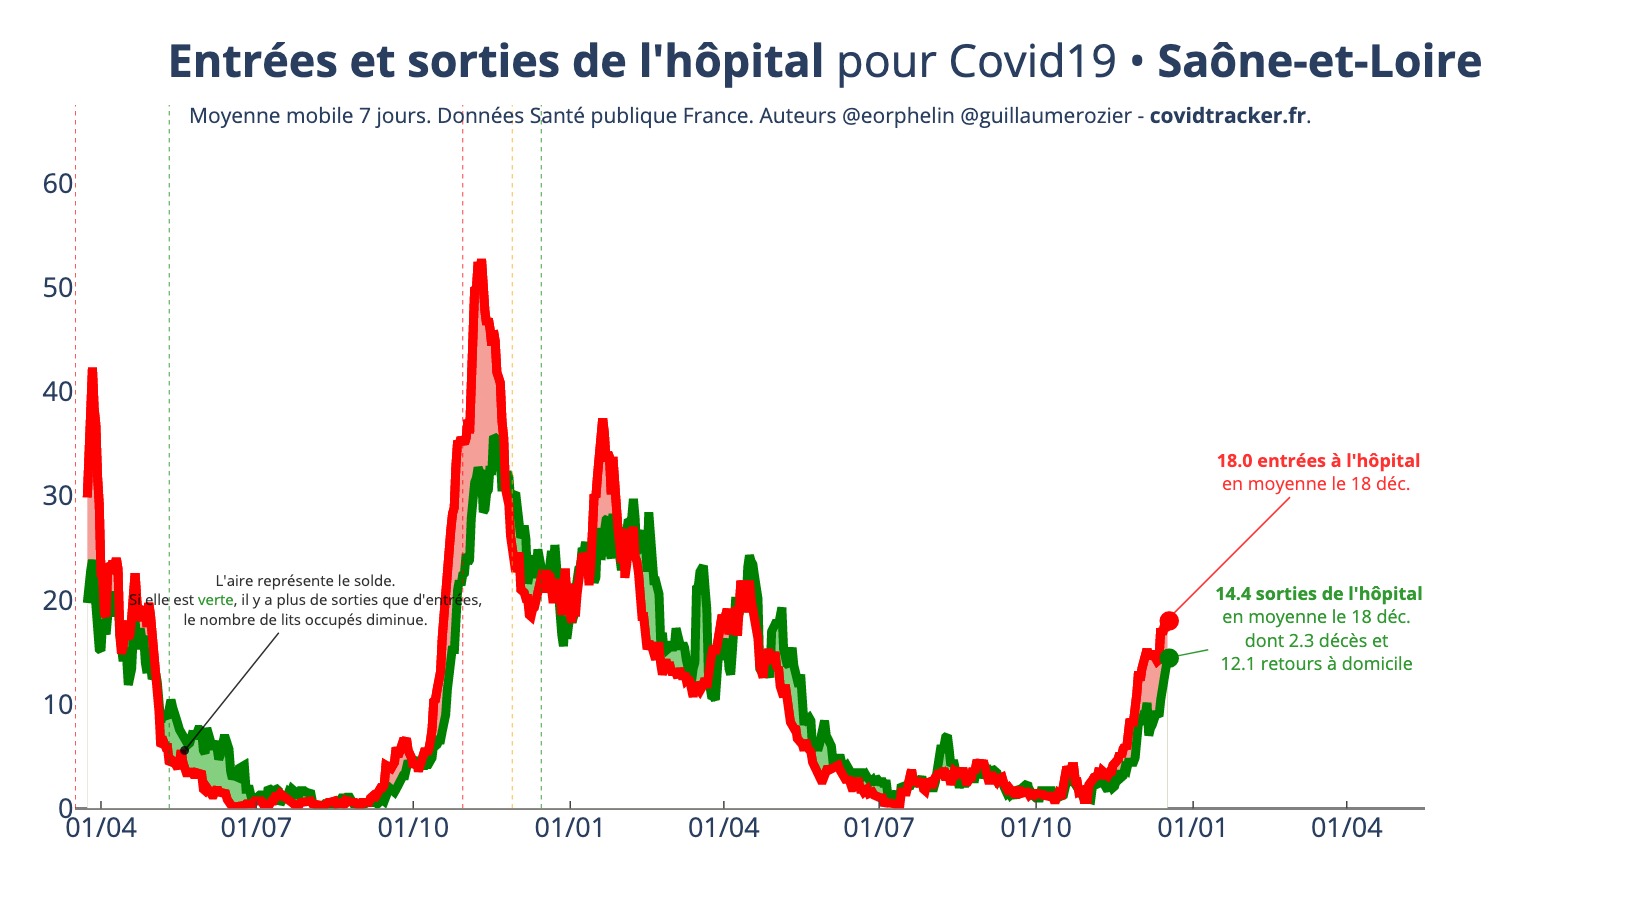 Entrées et sorties de l'hôpital pour Covid19 • Saône-et-Loire
Moyenne mobile 7 jours. Données Santé publique France. Auteurs @eorphelin @guillaumerozier - covidtracker.fr.
60
50
40
30
20
10
0
L'aire représente le solde.
Si elle est verte, il y a plus de sorties que d'entrées,
le nombre de lits occupés diminue.
18.0 entrées à l'hôpital
en moyenne le 18 déc.
14.4 sorties de l'hôpital
en moyenne le 18 déc.
dont 2.3 décès et
12.1 retours à domicile
01/04 01/07 01/10 01/01 01/04 01/07 01/10 01/01 01/04